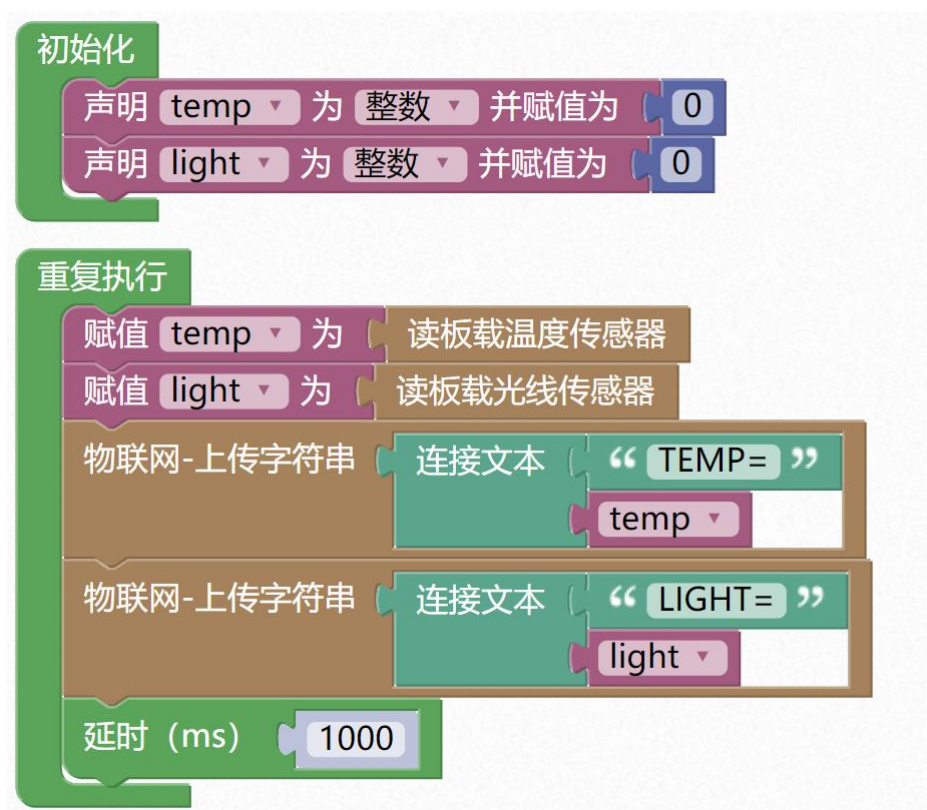 初始化
声明 temp 为 整数 并赋值为 0
声明 light 为 整数 并赋值为 0
重复执行
赋值 temp 为 读板载温度传感器
赋值 light 为 读板载光线传感器
物联网-上传字符串 连接文本 “ TEMP= ”
temp
物联网-上传字符串 连接文本 “ LIGHT= ”
light
延时（ms） 1000